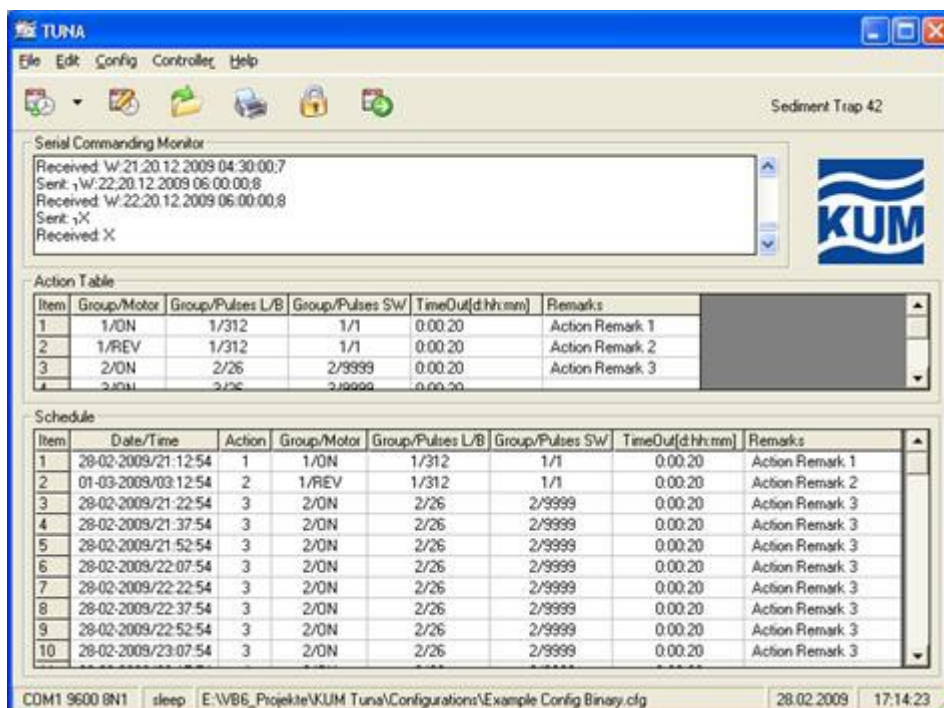 TUNA
File Edit Config Controller Help
Sediment Trap 42
Serial Commanding Monitor
Received: W:21;20.12.2009 04:30:00;7
Sent: ┐W:22;20.12.2009 06:00:00;8
Received: W:22;20.12.2009 06:00:00;8
Sent: ┐X
Received: X
KUM
Action Table
Item Group/Motor Group/Pulses L/B Group/Pulses SW TimeOut[d:hh:mm] Remarks
1 1/ON 1/312 1/1 0:00:20 Action Remark 1
2 1/REV 1/312 1/1 0:00:20 Action Remark 2
3 2/ON 2/26 2/9999 0:00:20 Action Remark 3
Schedule
Item Date/Time Action Group/Motor Group/Pulses L/B Group/Pulses SW TimeOut[d:hh:mm] Remarks
1 28-02-2009/21:12:54 1 1/ON 1/312 1/1 0:00:20 Action Remark 1
2 01-03-2009/03:12:54 2 1/REV 1/312 1/1 0:00:20 Action Remark 2
3 28-02-2009/21:22:54 3 2/ON 2/26 2/9999 0:00:20 Action Remark 3
4 28-02-2009/21:37:54 3 2/ON 2/26 2/9999 0:00:20 Action Remark 3
5 28-02-2009/21:52:54 3 2/ON 2/26 2/9999 0:00:20 Action Remark 3
6 28-02-2009/22:07:54 3 2/ON 2/26 2/9999 0:00:20 Action Remark 3
7 28-02-2009/22:22:54 3 2/ON 2/26 2/9999 0:00:20 Action Remark 3
8 28-02-2009/22:37:54 3 2/ON 2/26 2/9999 0:00:20 Action Remark 3
9 28-02-2009/22:52:54 3 2/ON 2/26 2/9999 0:00:20 Action Remark 3
10 28-02-2009/23:07:54 3 2/ON 2/26 2/9999 0:00:20 Action Remark 3
COM1 9600 8N1 sleep E:\VB6_Projekte\KUM Tuna\Configurations\Example Config Binary.cfg 28.02.2009 17:14:23